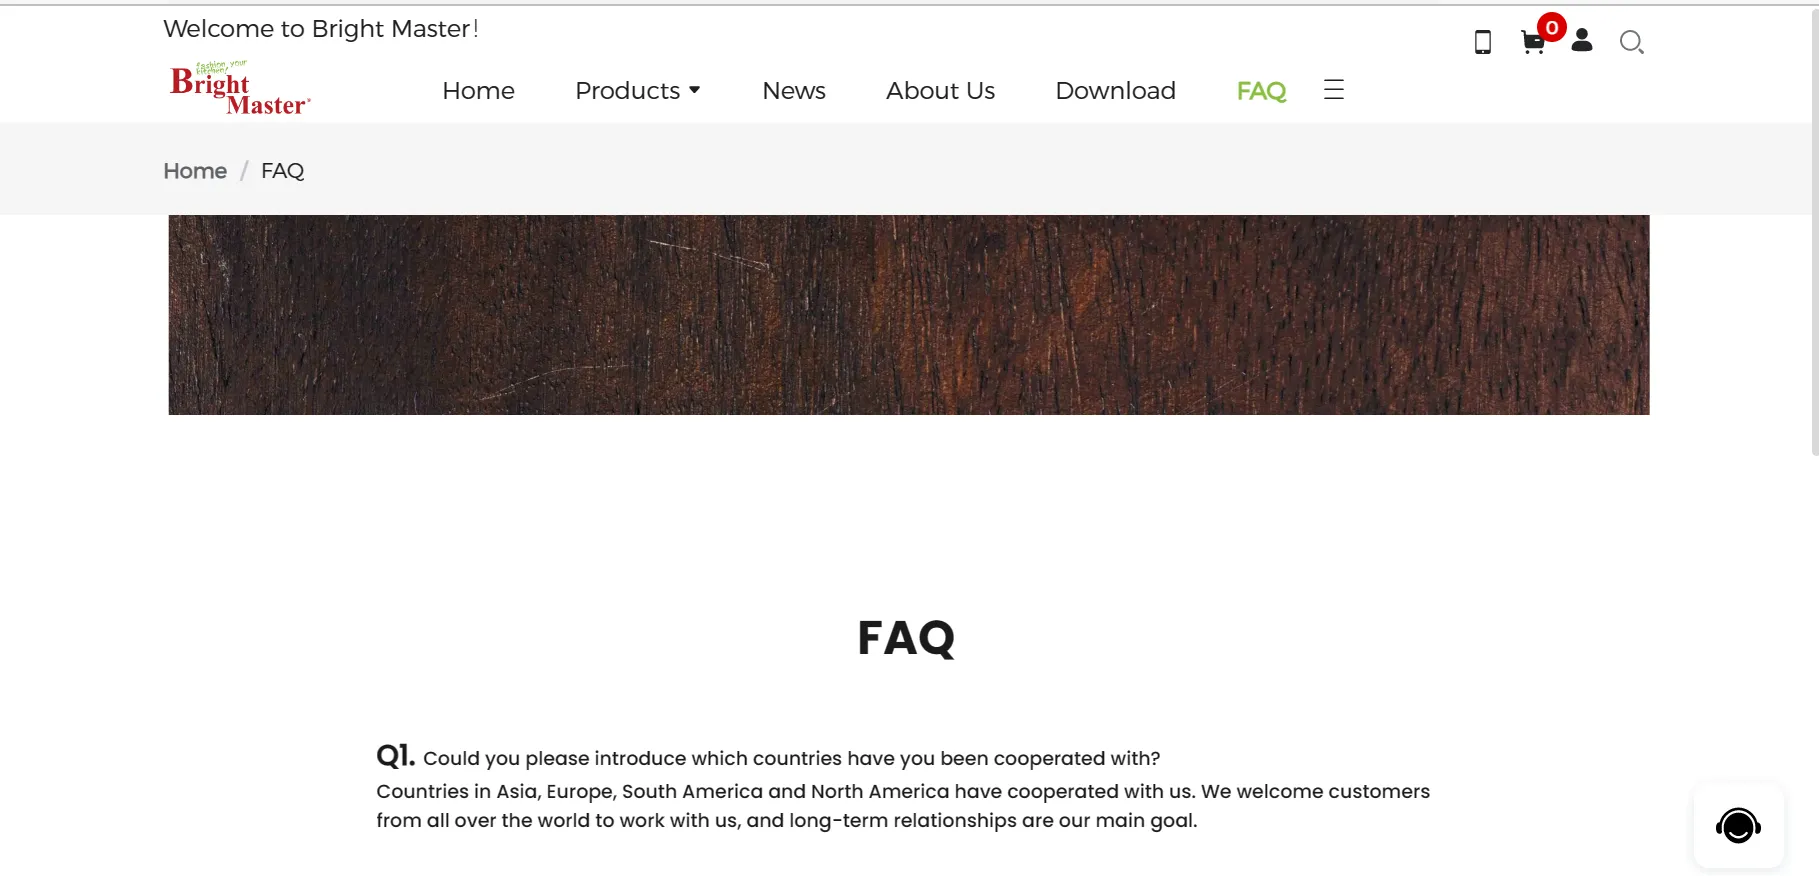 Welcome to Bright Master!
0
fashion your
kitchen!
Bright
Master
Home
Products
News
About Us
Download
FAQ
Home / FAQ
FAQ
Q1. Could you please introduce which countries have you been cooperated with?
Countries in Asia, Europe, South America and North America have cooperated with us. We welcome customers
from all over the world to work with us, and long-term relationships are our main goal.